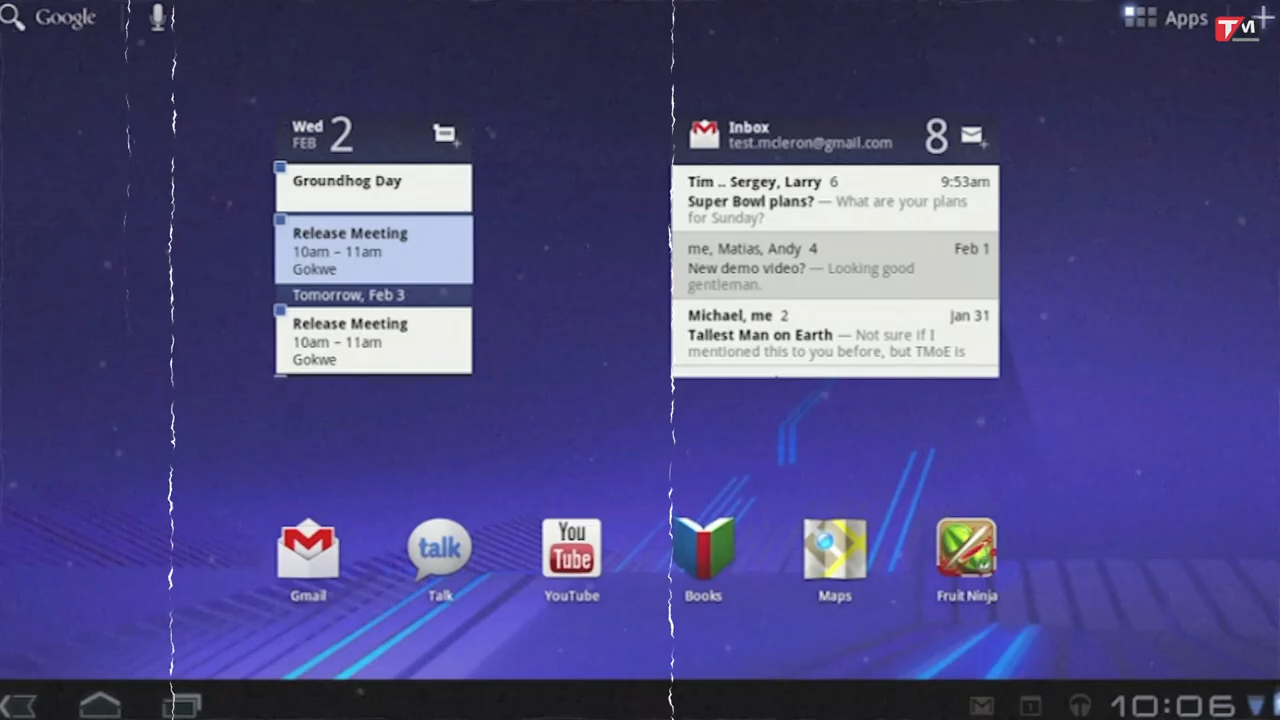 Google
Apps
TM
Wed
FEB
2
Groundhog Day
Release Meeting
10am – 11am
Gokwe
Tomorrow, Feb 3
Release Meeting
10am – 11am
Gokwe
Inbox
test.mcleron@gmail.com
8
Tim .. Sergey, Larry 6 9:53am
Super Bowl plans? — What are your plans
for Sunday?
me, Matias, Andy 4 Feb 1
New demo video? — Looking good
gentleman.
Michael, me 2 Jan 31
Tallest Man on Earth — Not sure if I
mentioned this to you before, but TMoE is
talk
You
Tube
Gmail
Talk
YouTube
Books
Maps
Fruit Ninja
10:06